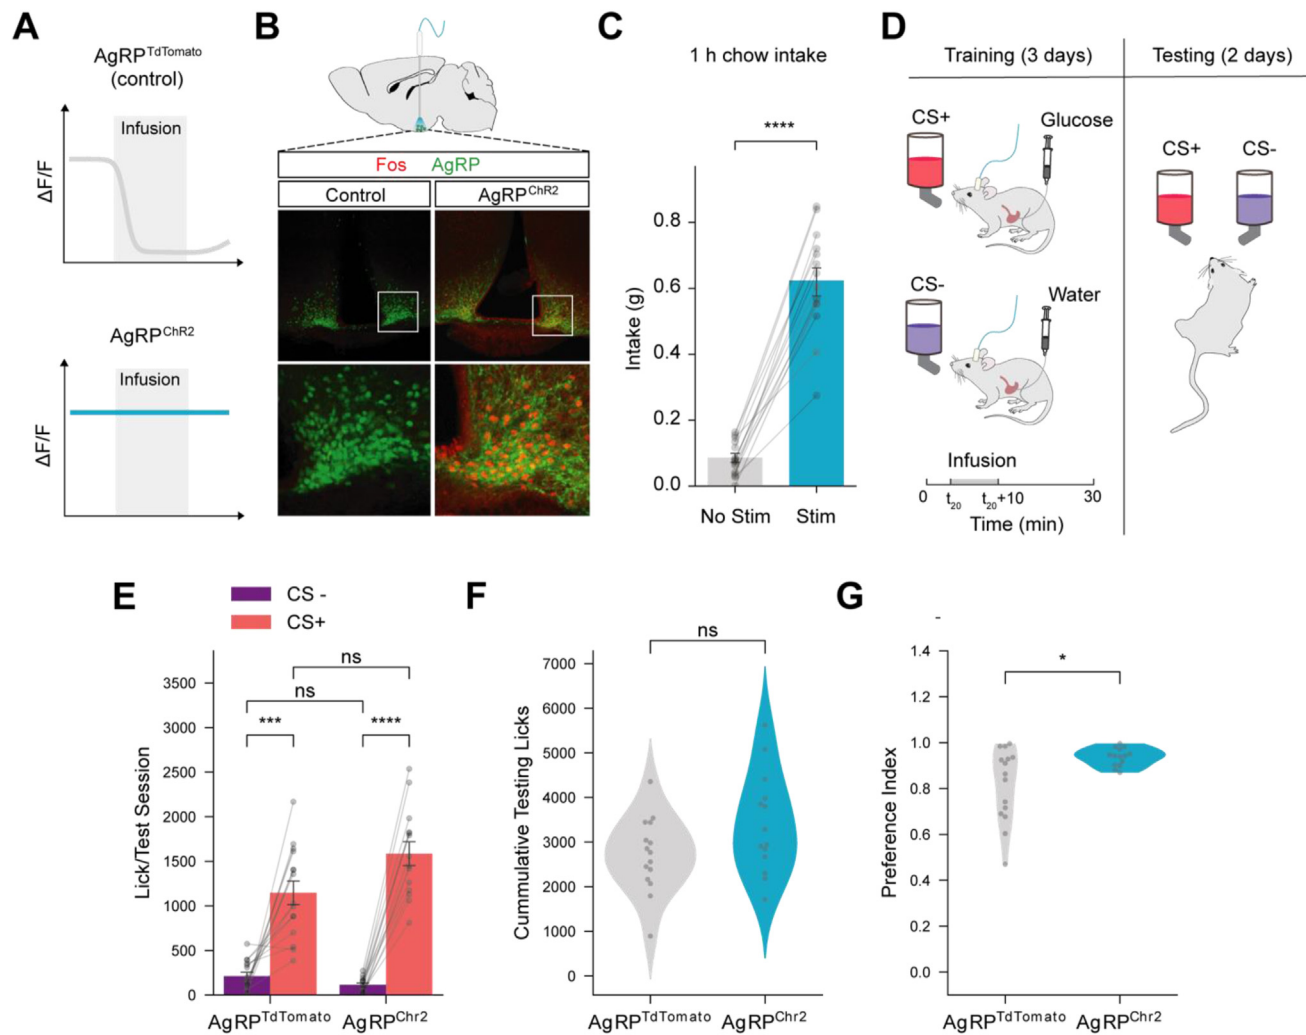 A
AgRP^TdTomato
(control)
Infusion
ΔF/F
AgRP^ChR2
Infusion
ΔF/F
B
Fos AgRP
Control AgRP^ChR2
C
1 h chow intake
****
Intake (g)
0.8
0.6
0.4
0.2
0.0
No Stim Stim
D
Training (3 days) Testing (2 days)
CS+ Glucose
CS+ CS-
CS- Water
Infusion
0 t20 t20+10 30
Time (min)
E
CS -
CS+
ns
ns
*** ****
Lick/Test Session
3500
3000
2500
2000
1500
1000
500
0
AgRP^TdTomato AgRP^Chr2
F
ns
Cummulative Testing Licks
7000
6000
5000
4000
3000
2000
1000
0
AgRP^TdTomato AgRP^Chr2
G
-
*
Preference Index
1.4
1.2
1.0
0.8
0.6
0.4
0.2
0.0
AgRP^TdTomato AgRP^Chr2